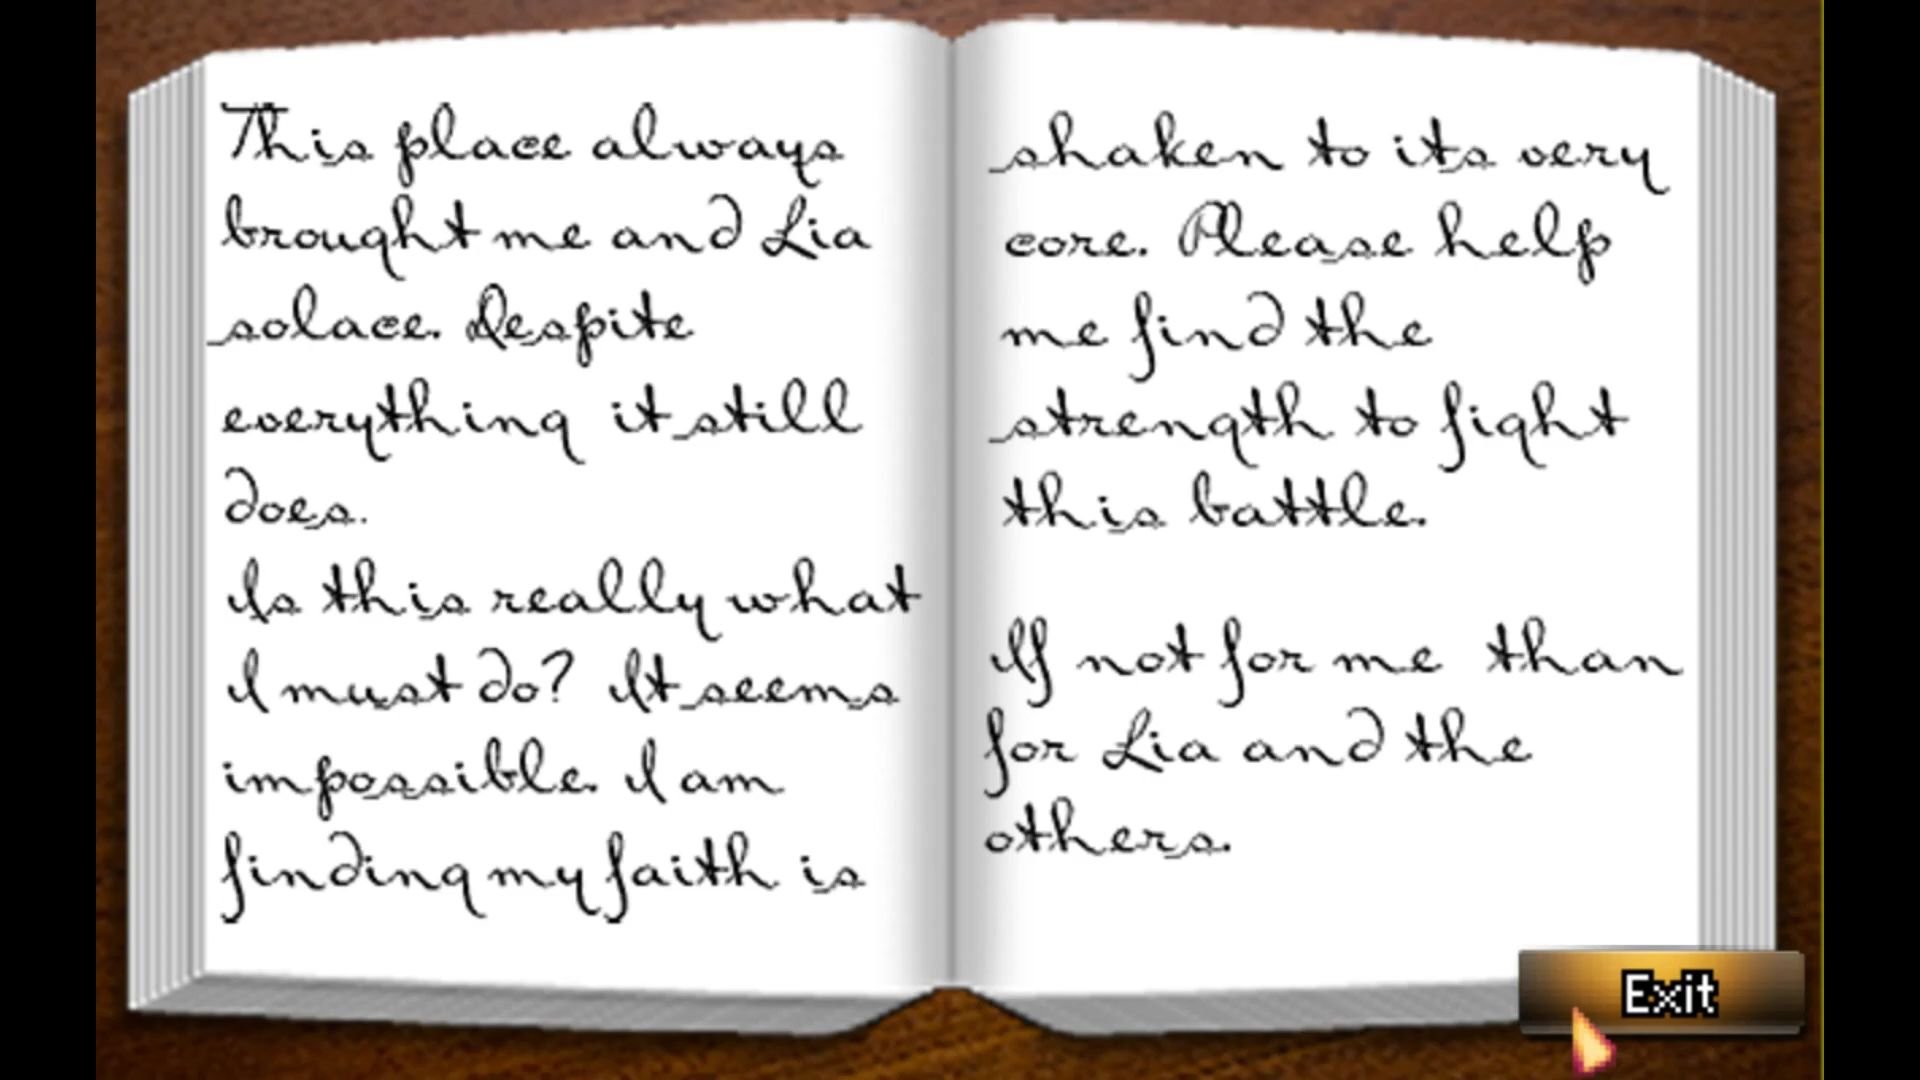 This place always
brought me and Lia
solace. Despite
everything it still
does.
Is this really what
I must do? It seems
impossible. I am
finding my faith is
shaken to its very
core. Please help
me find the
strength to fight
this battle.
If not for me than
for Lia and the
others.
Exit